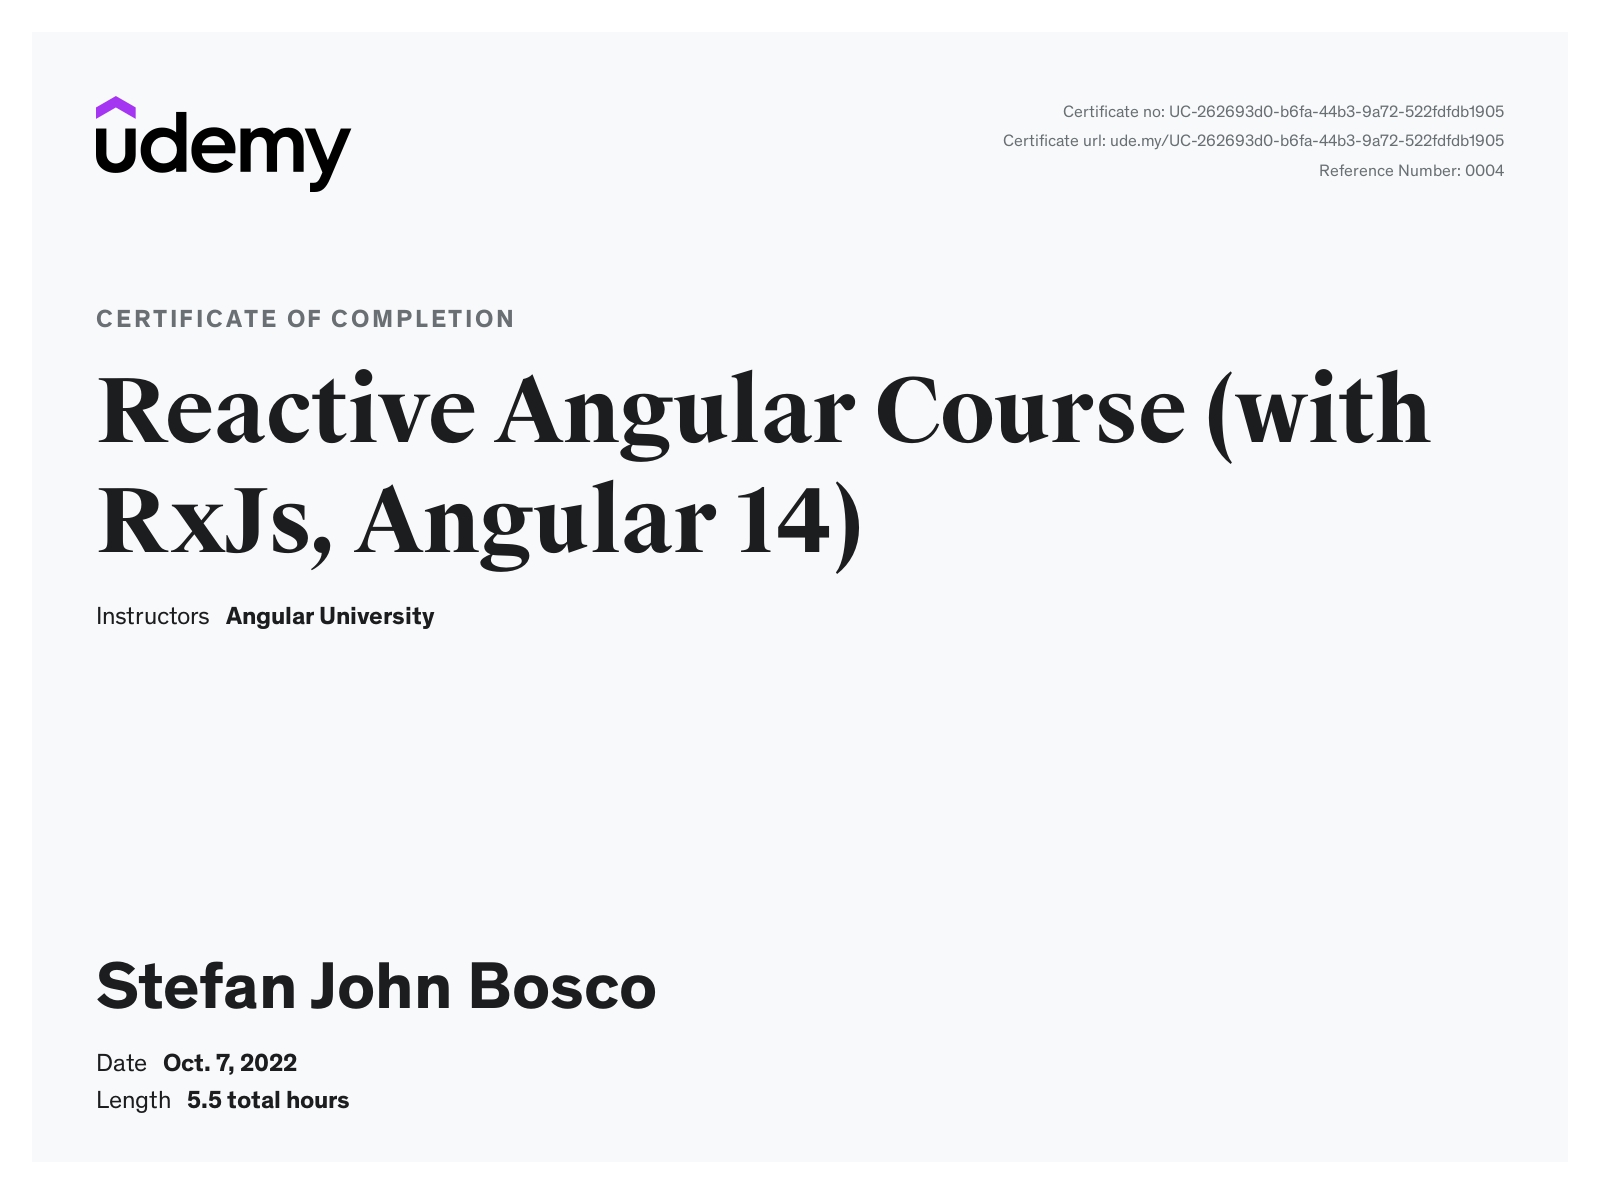 udemy
Certificate no: UC-262693d0-b6fa-44b3-9a72-522fdfdb1905
Certificate url: ude.my/UC-262693d0-b6fa-44b3-9a72-522fdfdb1905
Reference Number: 0004
CERTIFICATE OF COMPLETION
Reactive Angular Course (with
RxJs, Angular 14)
Instructors Angular University
Stefan John Bosco
Date Oct. 7, 2022
Length 5.5 total hours